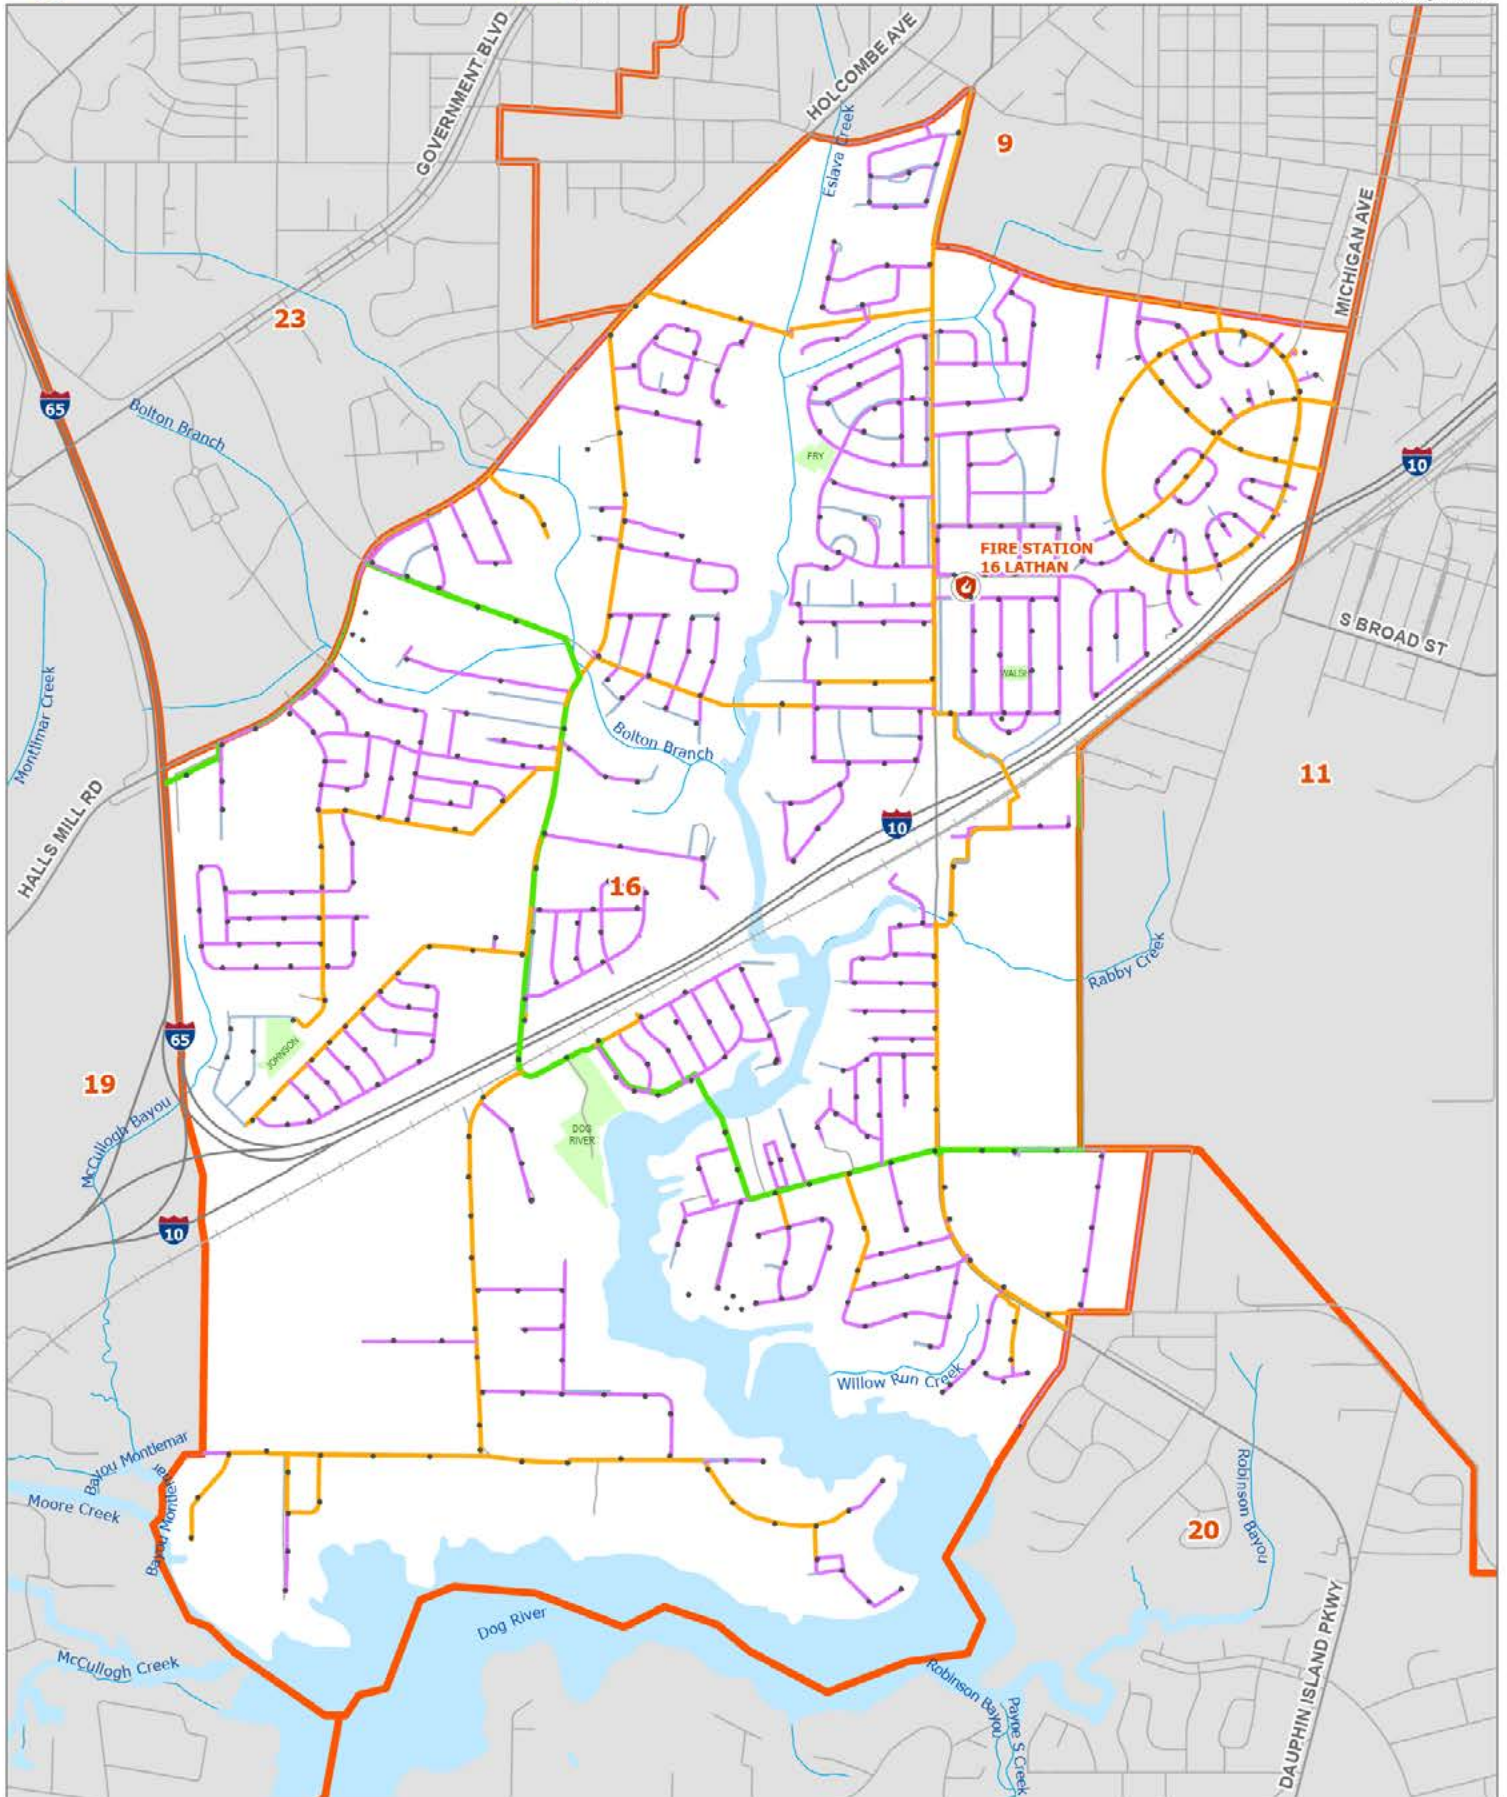 GOVERNMENT BLVD
HOLCOMBE AVE
Eslava Creek
9
MICHIGAN AVE
23
65
Bolton Branch
FRY
10
FIRE STATION
16 LATHAN
S BROAD ST
WALSH
Montlimar Creek
Bolton Branch
11
HALLS MILL RD
10
16
Rabby Creek
65
JOHNSON
19
McCullogh Bayou
DOG
RIVER
10
Willow Run Creek
Bayou Montlemar
Moore Creek
Robinson Bayou
20
Dog River
McCullogh Creek
Robinson Bayou
Payne S Creek
DAUPHIN ISLAND PKWY